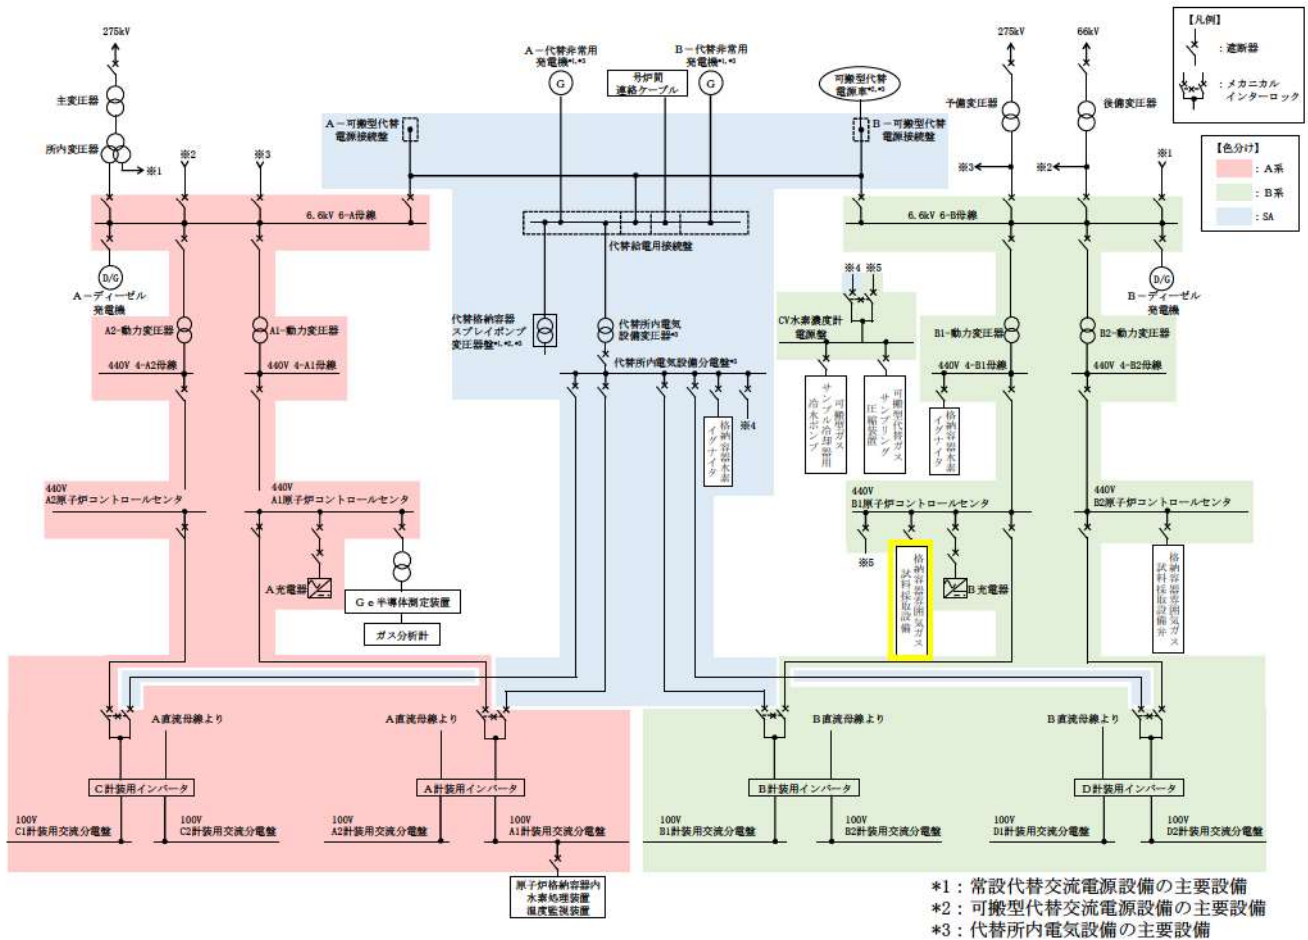 275kV
主変圧器
所内変圧器
※1
※2
※3
A－代替非常用
発電機*1,*3
G
号炉間
連絡ケーブル
B－代替非常用
発電機*1,*3
G
可搬型代替
電源車*2,*3
275kV
66kV
予備変圧器
後備変圧器
※3
※2
※1
【凡例】
：遮断器
：メカニカル
インターロック
【色分け】
：A系
：B系
：SA
A－可搬型代替
電源接続盤
B－可搬型代替
電源接続盤
6.6kV 6-A母線
代替給電用接続盤
6.6kV 6-B母線
D/G
A－ディーゼル
発電機
D/G
B－ディーゼル
発電機
A2-動力変圧器
A1-動力変圧器
440V 4-A2母線
440V 4-A1母線
代替格納容器
スプレイポンプ
変圧器盤*1,*2,*3
代替所内電気
設備変圧器*3
代替所内電気設備分電盤*3
格納容器水素
イグナイタ
※4
※4
※5
CV水素濃度計
電源盤
可搬型ガス
サンプル冷却器用
冷却ポンプ
可搬型代替ガス
サンプリング
圧縮装置
B1-動力変圧器
B2-動力変圧器
440V 4-B1母線
440V 4-B2母線
格納容器水素
イグナイタ
440V
A2原子炉コントロールセンタ
440V
A1原子炉コントロールセンタ
440V
B1原子炉コントロールセンタ
440V
B2原子炉コントロールセンタ
A充電器
Ge半導体測定装置
ガス分析計
※5
格納容器雰囲気ガス
試料採取設備
B充電器
格納容器雰囲気ガス
試料採取設備弁
A直流母線より
A直流母線より
B直流母線より
B直流母線より
C計装用インバータ
A計装用インバータ
B計装用インバータ
D計装用インバータ
100V
C1計装用交流分電盤
100V
C2計装用交流分電盤
100V
A2計装用交流分電盤
100V
A1計装用交流分電盤
100V
B1計装用交流分電盤
100V
B2計装用交流分電盤
100V
D1計装用交流分電盤
100V
D2計装用交流分電盤
原子炉格納容器内
水素処理装置
温度監視装置
*1：常設代替交流電源設備の主要設備
*2：可搬型代替交流電源設備の主要設備
*3：代替所内電気設備の主要設備